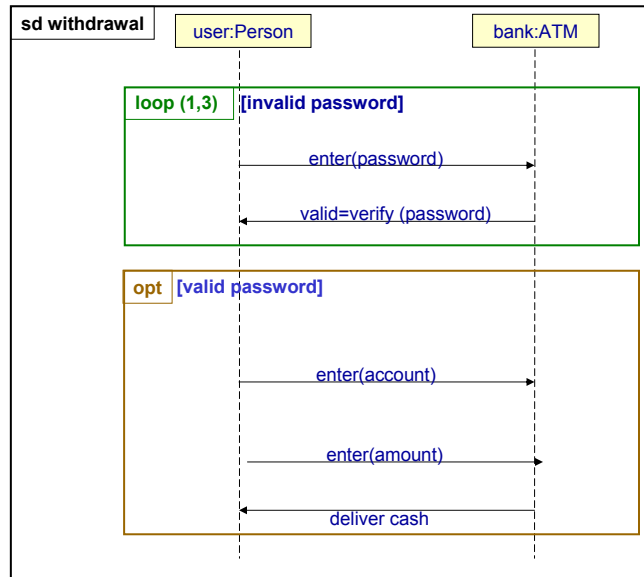 sd withdrawal
user:Person
bank:ATM
loop (1,3) [invalid password]
enter(password)
valid=verify (password)
opt [valid password]
enter(account)
enter(amount)
deliver cash